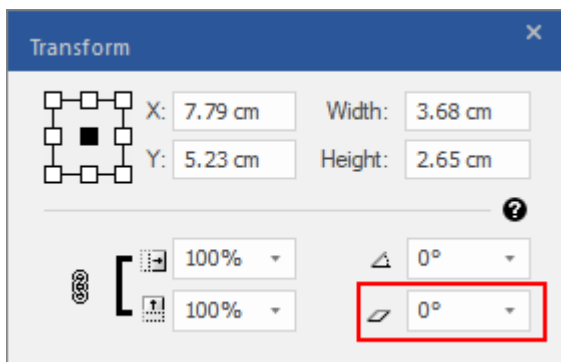 Transform
X: 7.79 cm Width: 3.68 cm
Y: 5.23 cm Height: 2.65 cm
?
100% 0°
100% 0°